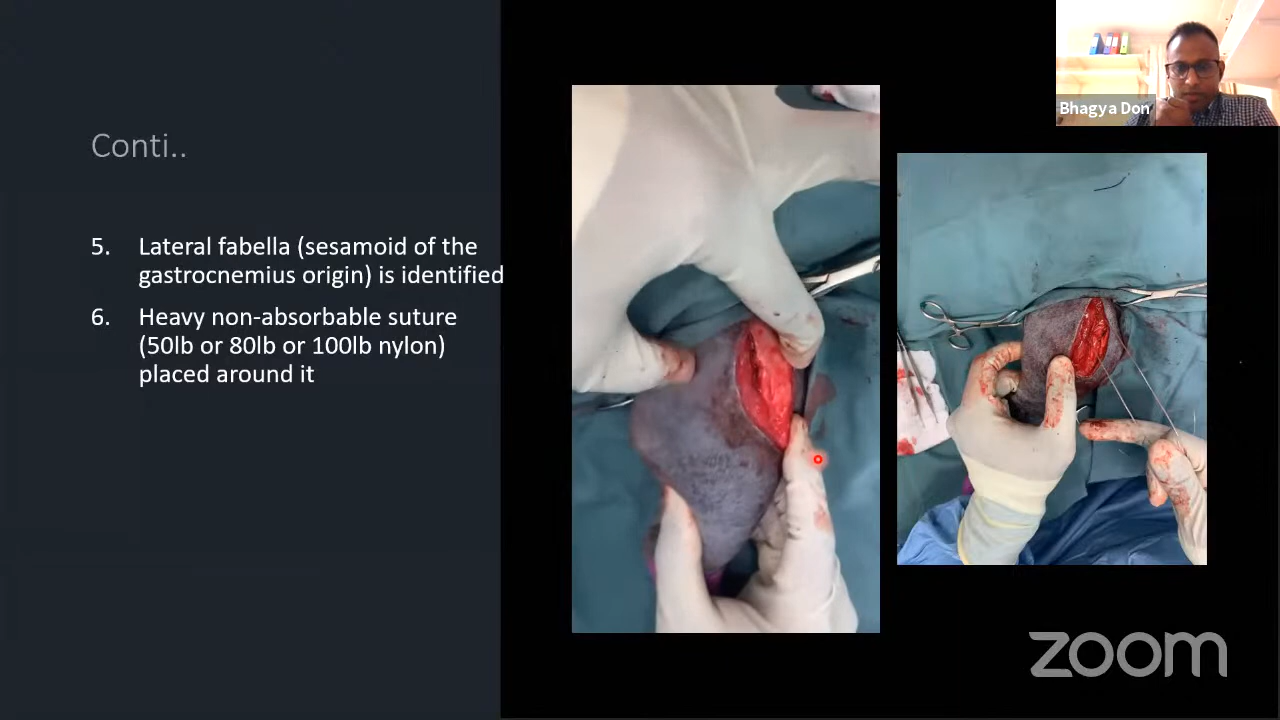 Conti..
5. Lateral fabella (sesamoid of the
gastrocnemius origin) is identified
6. Heavy non-absorbable suture
(50lb or 80lb or 100lb nylon)
placed around it
Bhagya Don
zoom